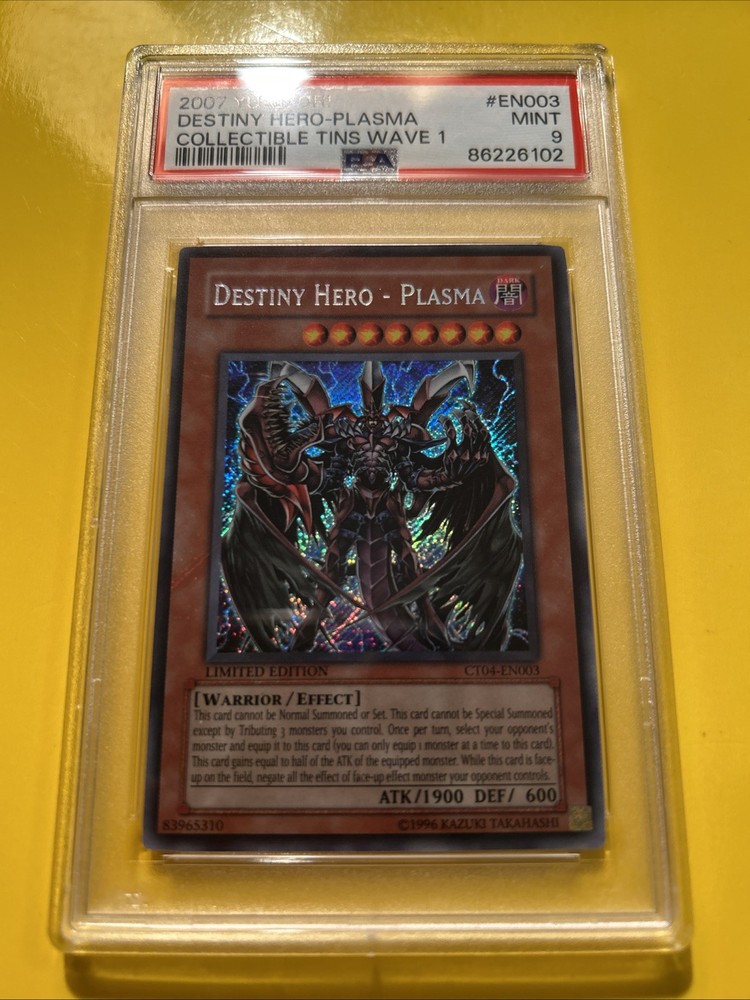 2007 YU-GI-OH! #EN003
DESTINY HERO-PLASMA MINT
COLLECTIBLE TINS WAVE 1 9
PSA 86226102
DESTINY HERO - PLASMA
DARK
闇
LIMITED EDITION CT04-EN003
[WARRIOR/EFFECT]
This card cannot be Normal Summoned or Set. This card cannot be Special Summoned
except by Tributing 3 monsters you control. Once per turn, select your opponent's
monster and equip it to this card (you can only equip 1 monster at a time to this card).
This card gains equal to half of the ATK of the equipped monster. While this card is face-
up on the field, negate all the effect of face-up effect monster your opponent controls.
ATK/1900 DEF/ 600
83965310 ©1996 KAZUKI TAKAHASHI